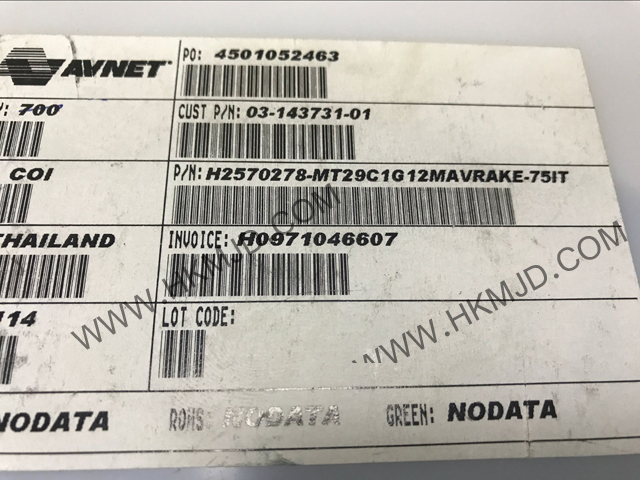 AVNET
PO: 4501052463
Y: 700
CUST P/N: 03-143731-01
COI
P/N: H2570278-MT29C1G12MAVRAKE-75IT
THAILAND
INVOICE: H0971046607
114
LOT CODE:
NODATA
ROHS: NODATA
GREEN: NODATA
WWW.HKMJD.COM
WWW.HKMJD.COM